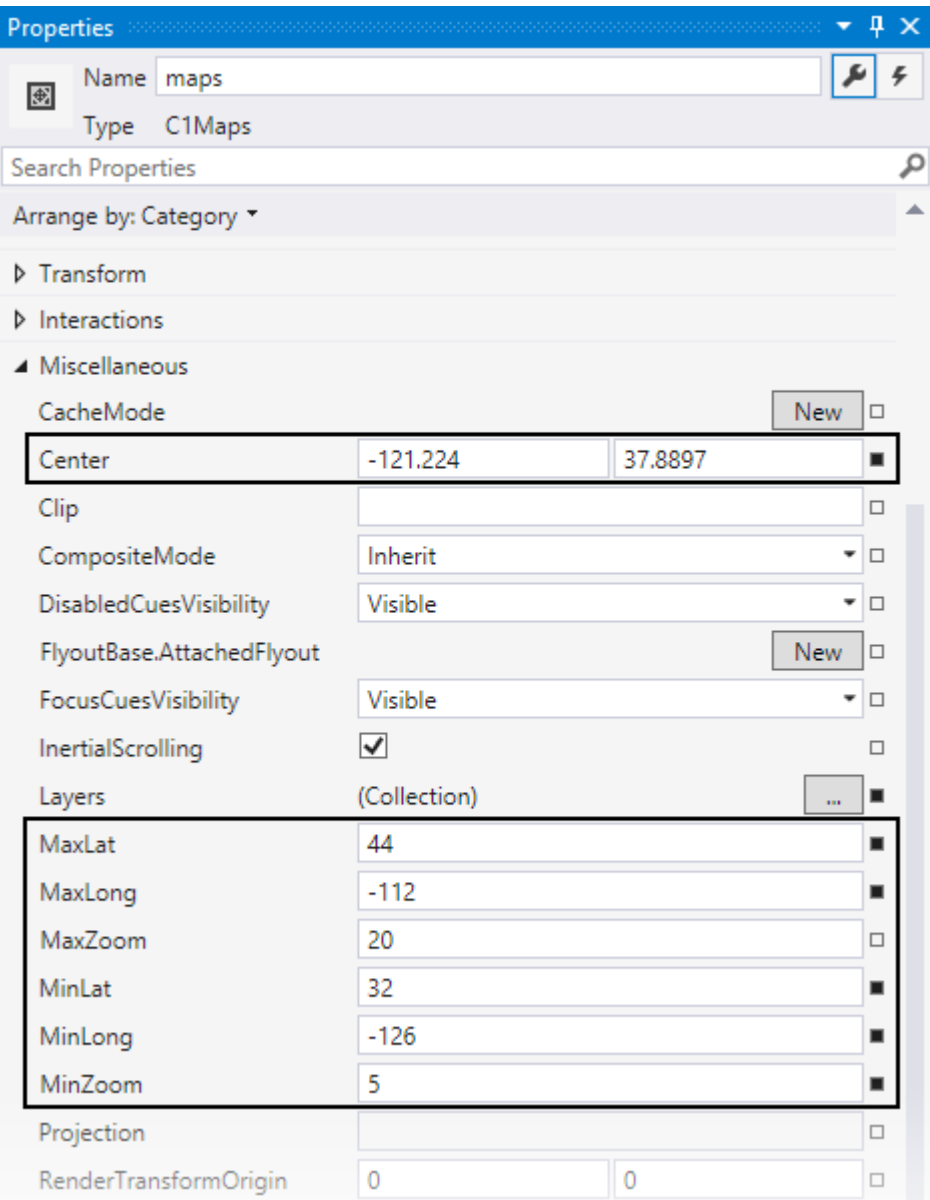 Properties
Name maps
Type C1Maps
Search Properties
Arrange by: Category
Transform
Interactions
Miscellaneous
CacheMode New
Center -121.224 37.8897
Clip
CompositeMode Inherit
DisabledCuesVisibility Visible
FlyoutBase.AttachedFlyout New
FocusCuesVisibility Visible
InertialScrolling
Layers (Collection) ...
MaxLat 44
MaxLong -112
MaxZoom 20
MinLat 32
MinLong -126
MinZoom 5
Projection
RenderTransformOrigin 0 0